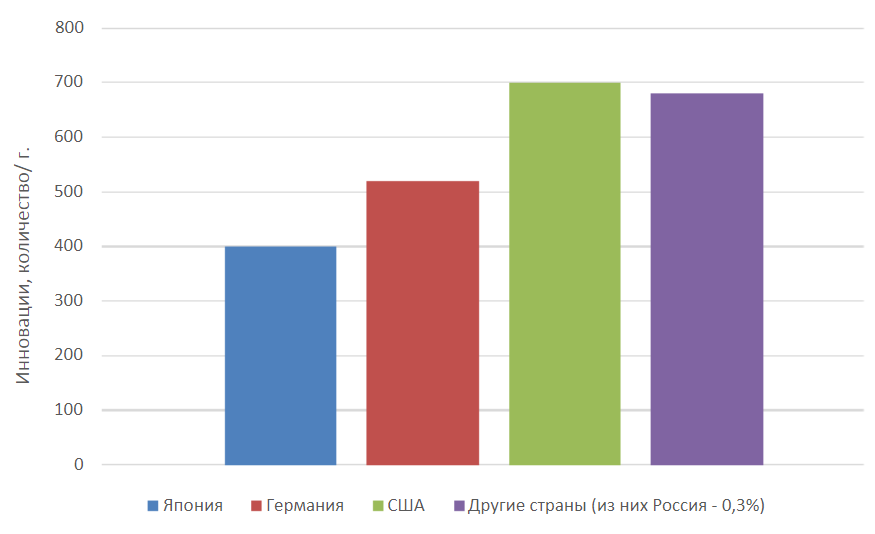 800
700
600
500
400
300
200
100
0
Инновации, количество/ г.
Япония
Германия
США
Другие страны (из них Россия - 0,3%)